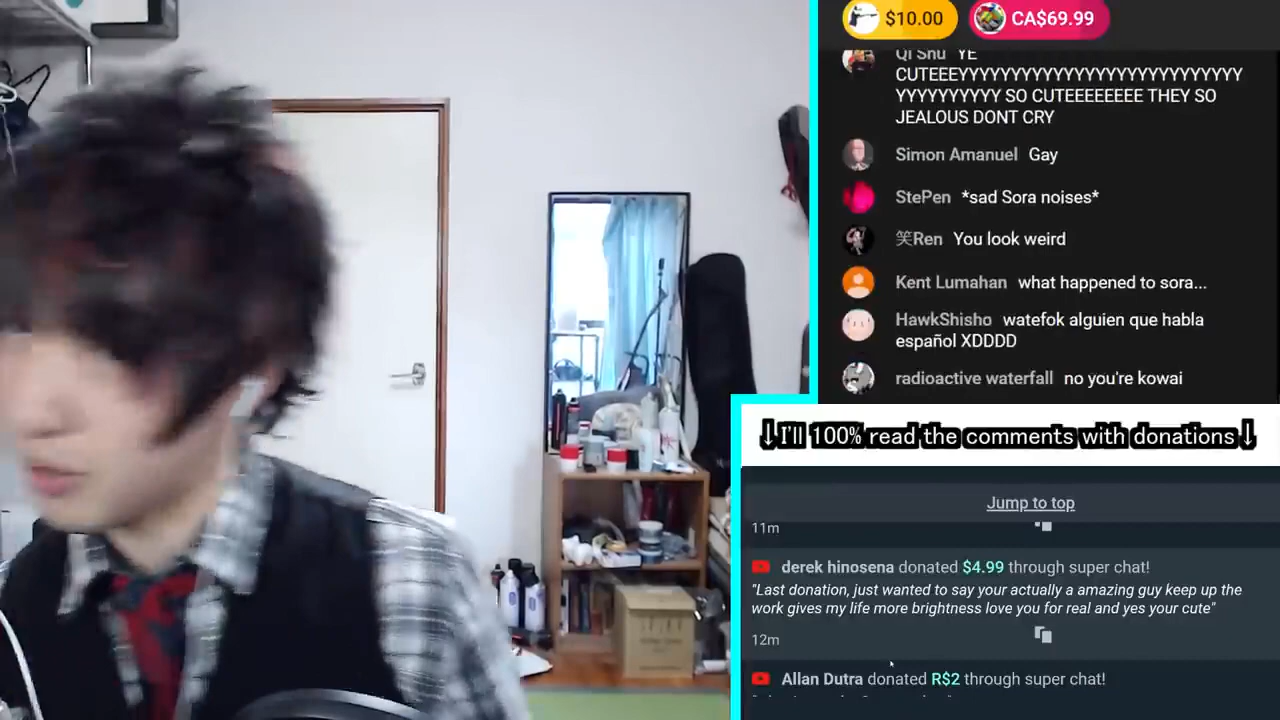 $10.00 CA$69.99
Qi Shu YE
CUTEEEYYYYYYYYYYYYYYYYYYYYYYYYYYY
YYYYYYYYYY SO CUTEEEEEEEE THEY SO
JEALOUS DONT CRY
Simon Amanuel Gay
StePen *sad Sora noises*
笑Ren You look weird
Kent Lumahan what happened to sora...
HawkShisho watefok alguien que habla
español XDDDD
radioactive waterfall no you're kowai
↓I'll 100% read the comments with donations↓
Jump to top
11m
derek hinosena donated $4.99 through super chat!
"Last donation, just wanted to say your actually a amazing guy keep up the
work gives my life more brightness love you for real and yes your cute"
12m
Allan Dutra donated R$2 through super chat!